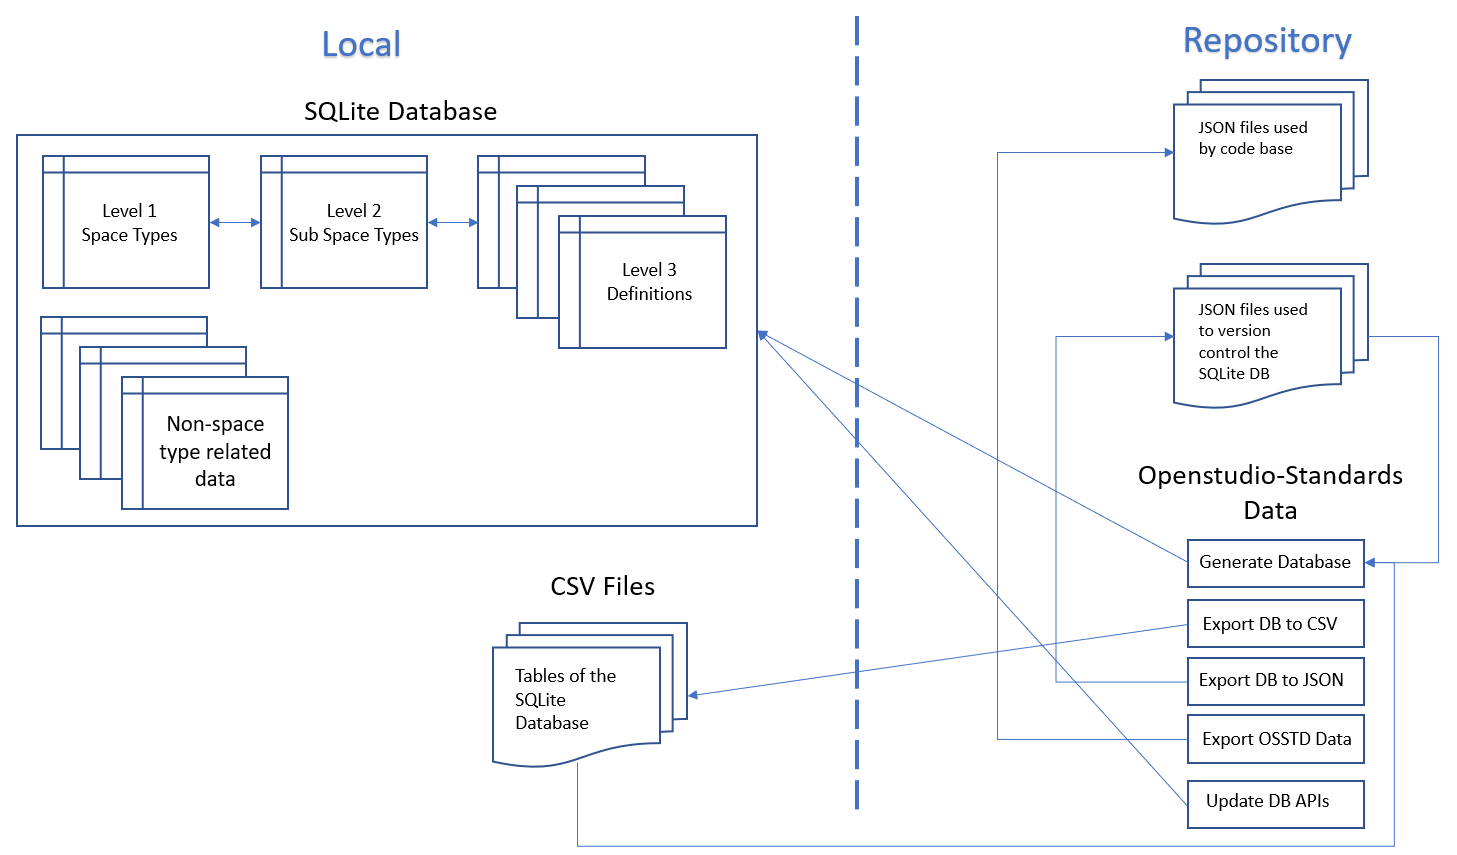 Local
Repository
SQLite Database
Level 1
Space Types
Level 2
Sub Space Types
Level 3
Definitions
Non-space
type related
data
JSON files used
by code base
JSON files used
to version
control the
SQLite DB
Openstudio-Standards
Data
Generate Database
Export DB to CSV
Export DB to JSON
Export OSSTD Data
Update DB APIs
CSV Files
Tables of the
SQLite
Database